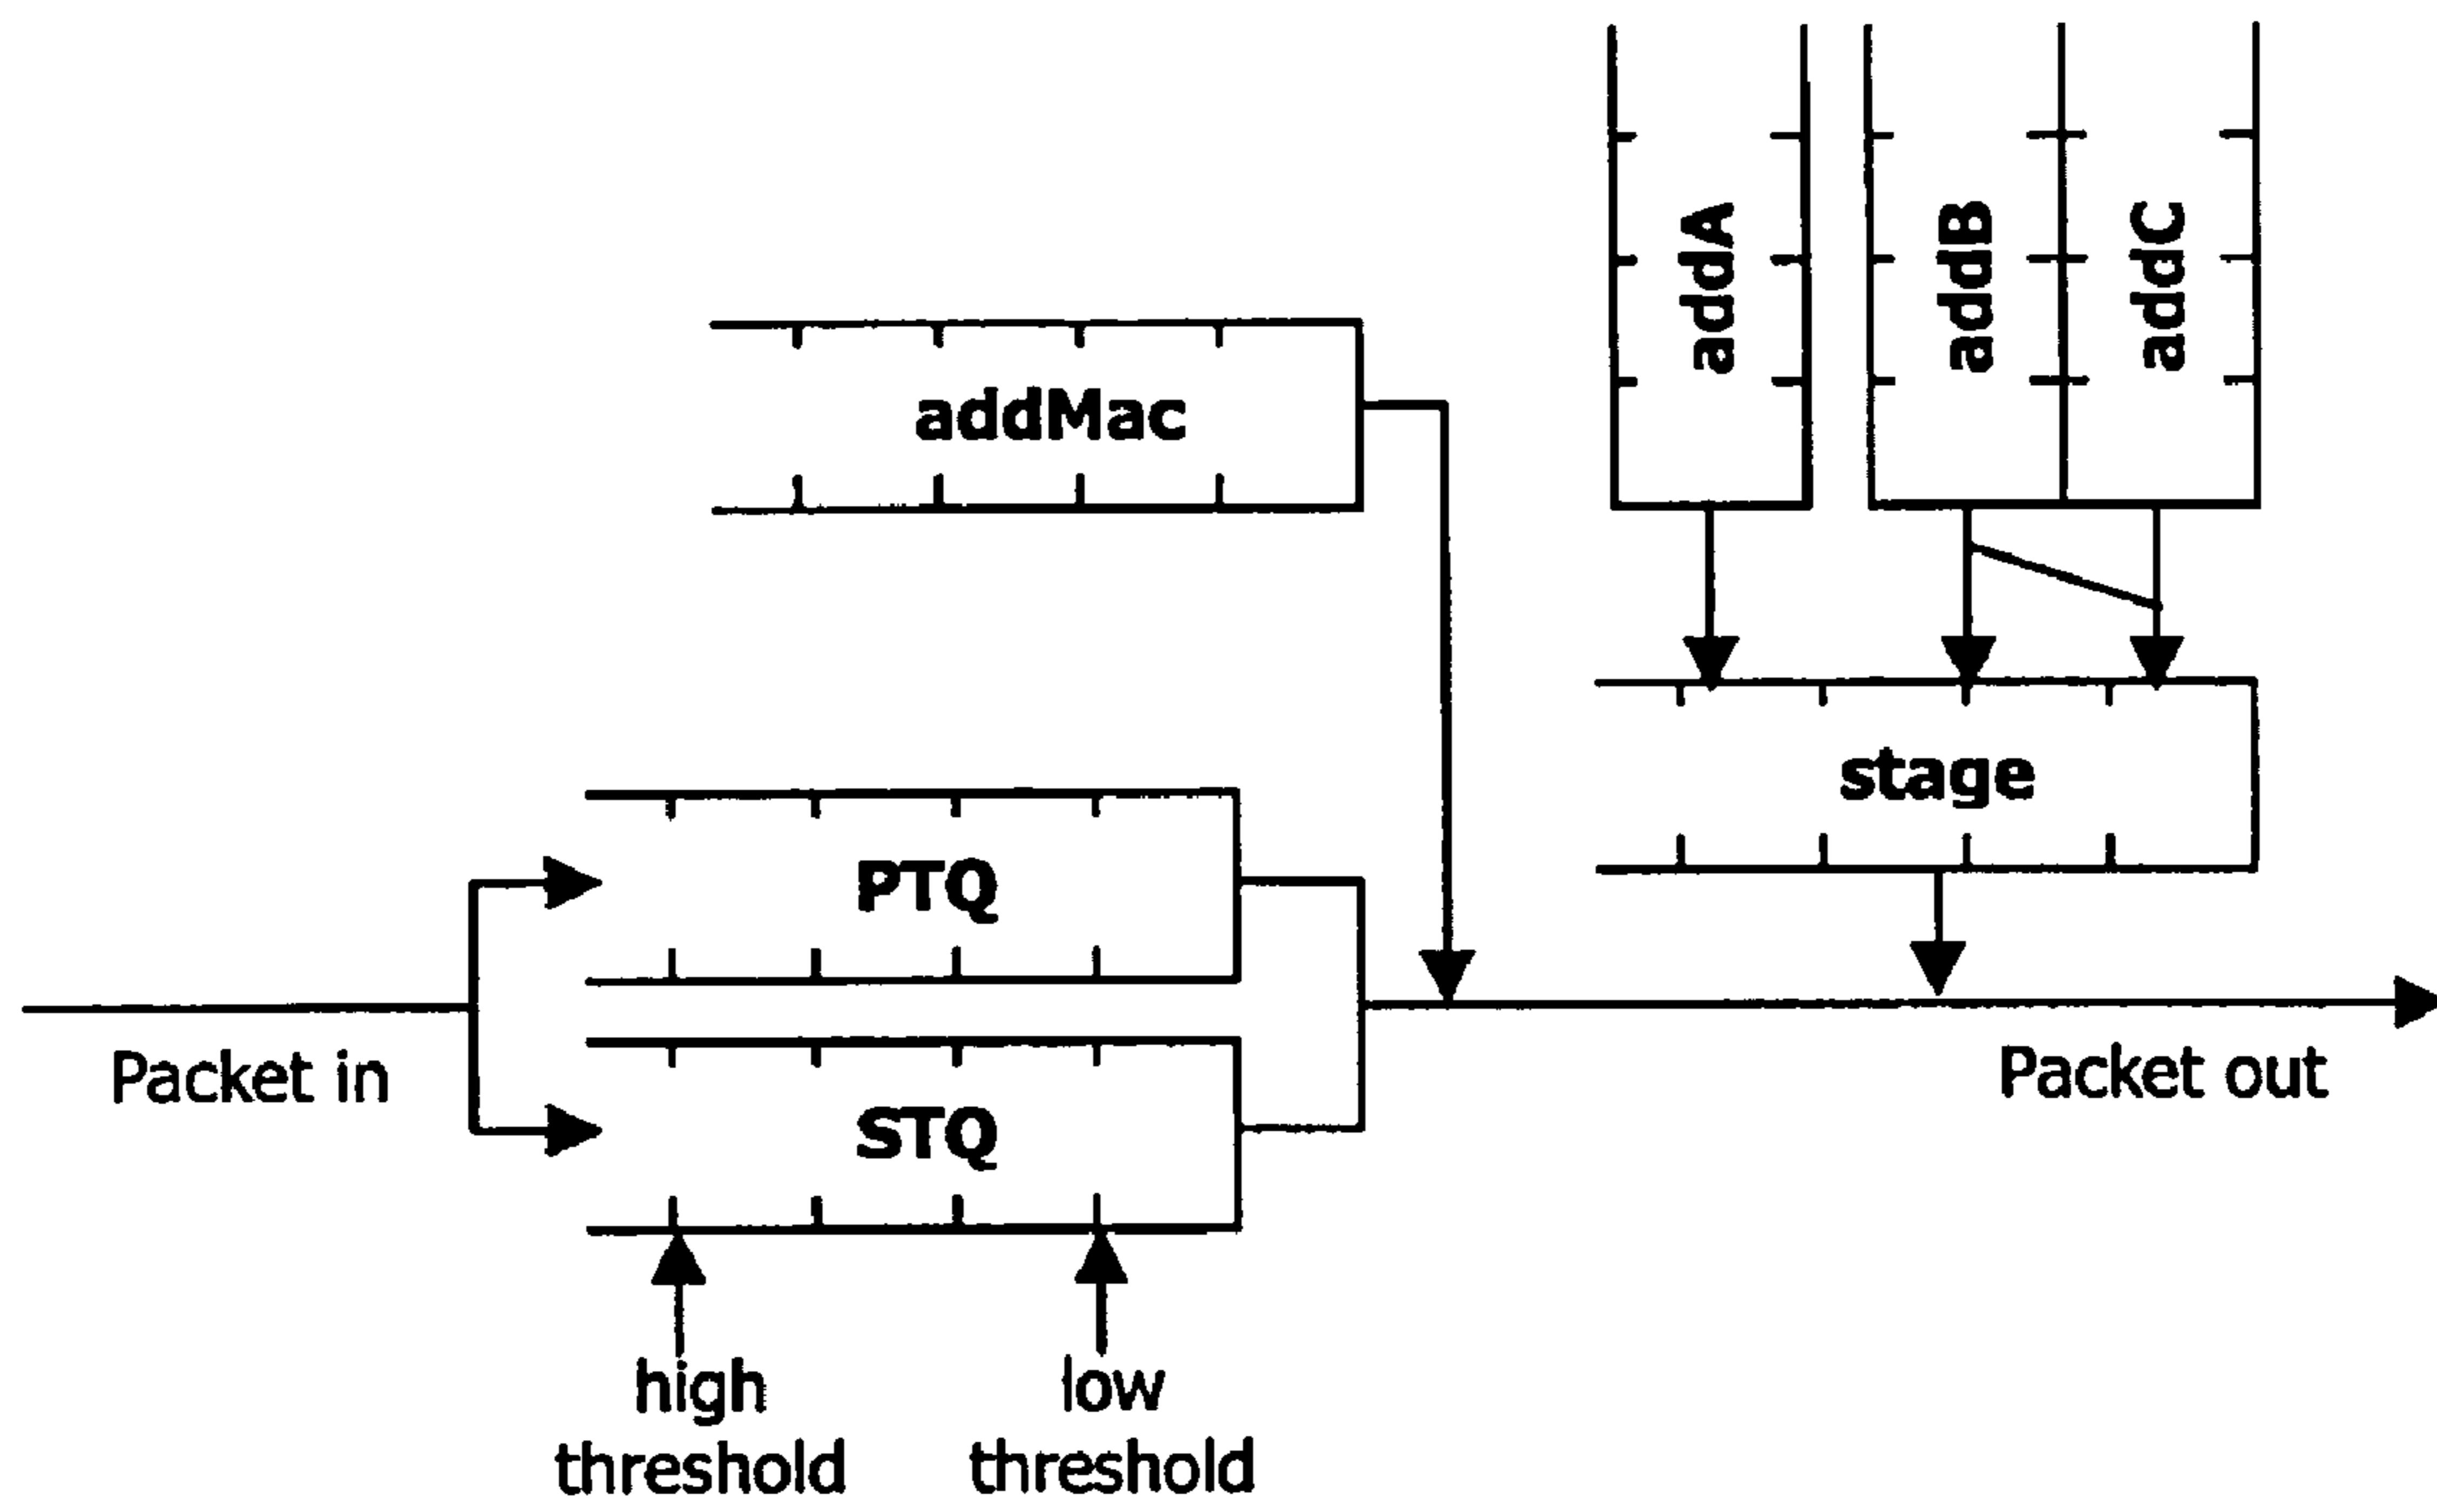 addA
addB
addC
addMac
stage
PTQ
Packet in
STQ
Packet out
high
threshold
low
threshold